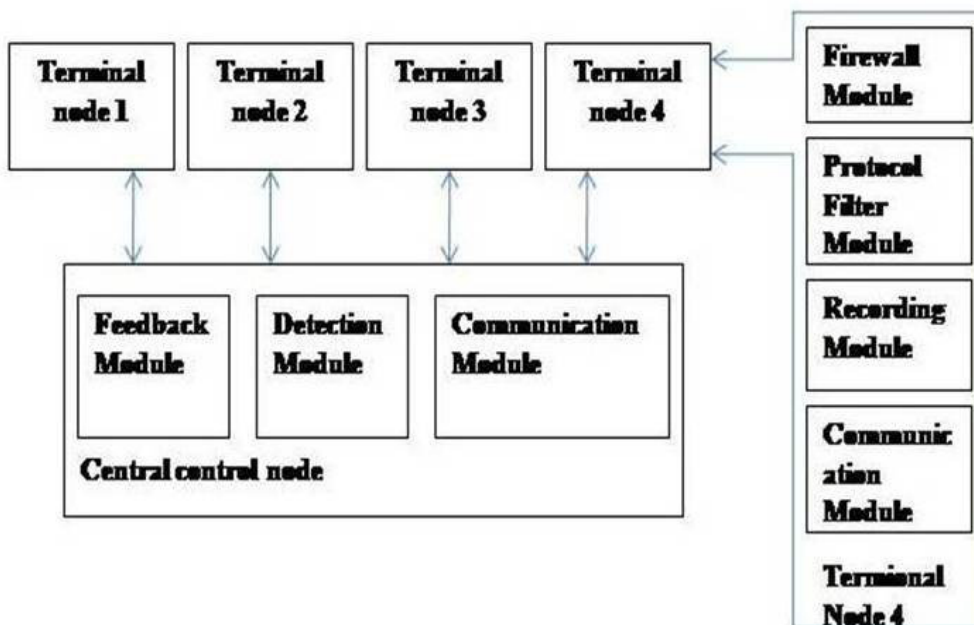 Terminal
node 1
Terminal
node 2
Terminal
node 3
Terminal
node 4
Firewall
Module
Protocol
Filter
Module
Recording
Module
Communic
ation
Module
Termional
Node 4
Feedback
Module
Detection
Module
Communication
Module
Central control node